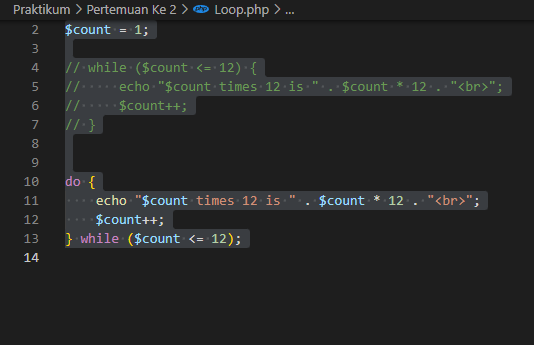 Praktikum > Pertemuan Ke 2 > php Loop.php > ...
2 $count = 1;
3
4 // while ($count <= 12) {
5 //     echo "$count times 12 is " . $count * 12 . "<br>";
6 //     $count++;
7 // }
8
9
10 do {
11     echo "$count times 12 is " . $count * 12 . "<br>";
12     $count++;
13 } while ($count <= 12);
14